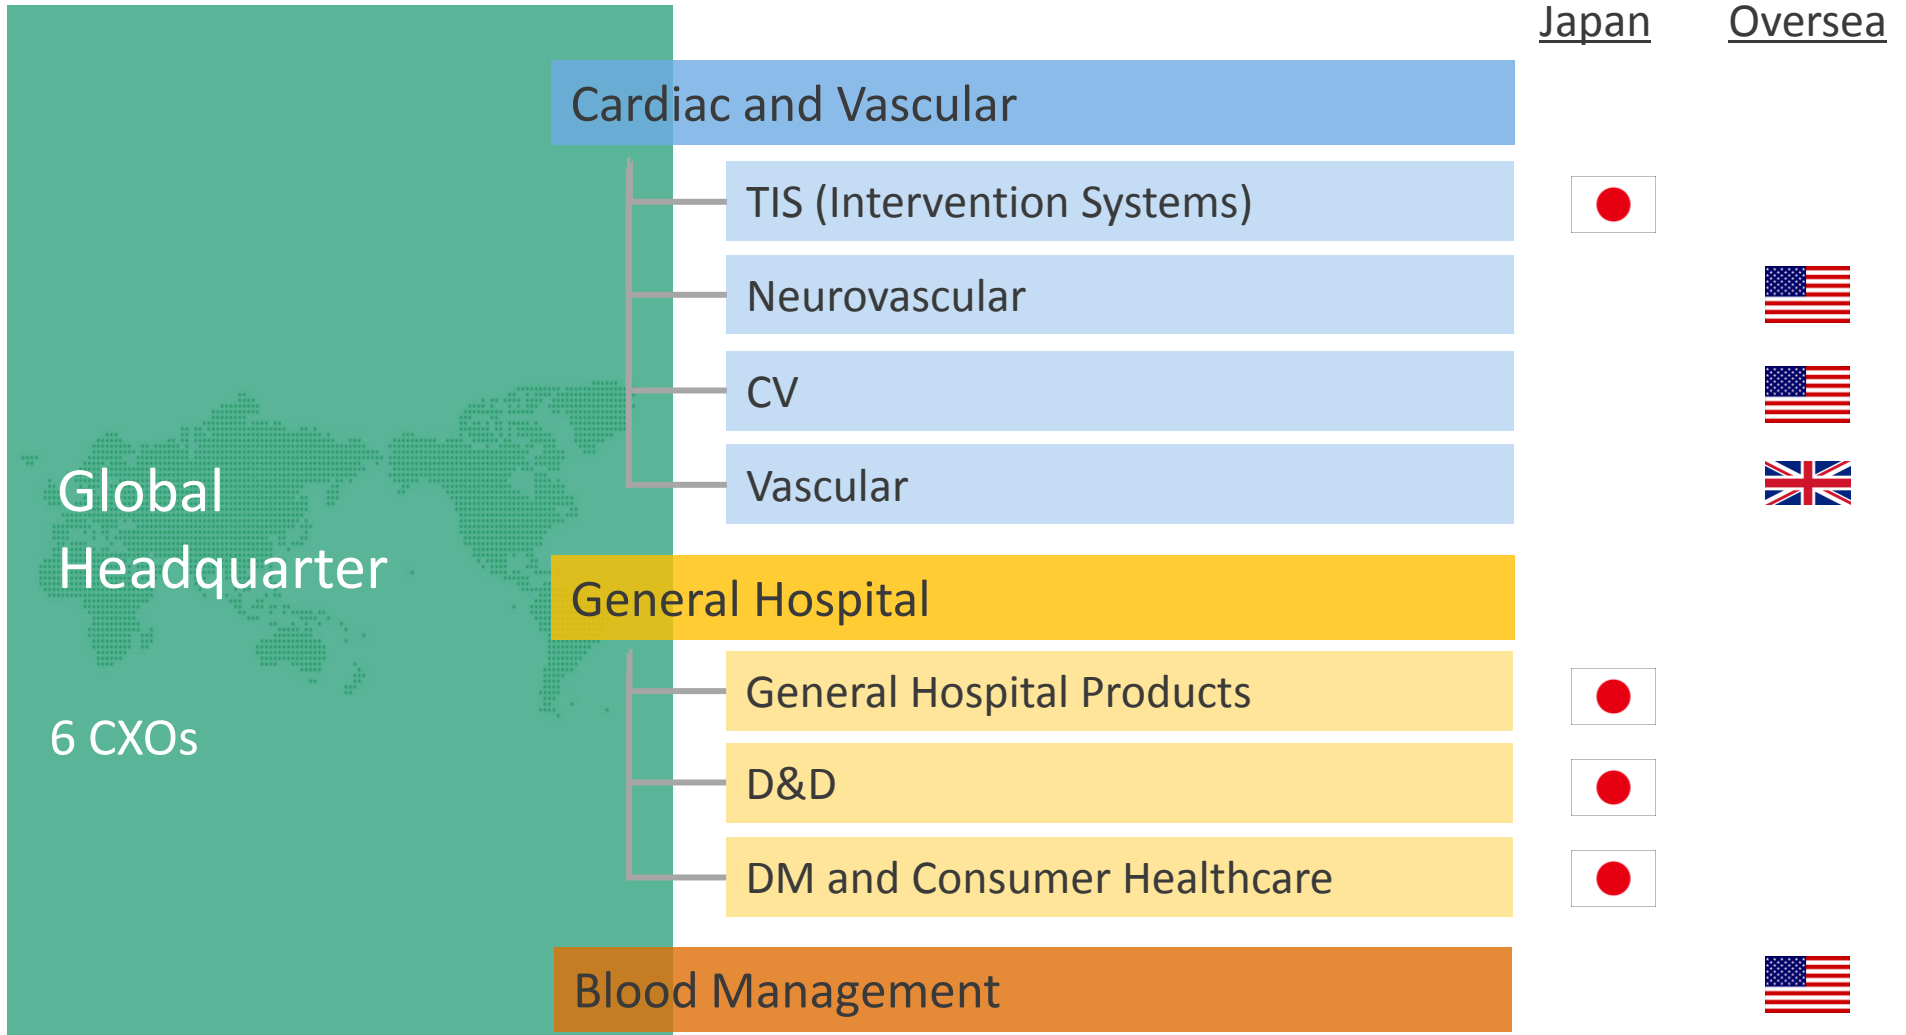 Japan
Oversea
Cardiac and Vascular
TIS (Intervention Systems)
Neurovascular
CV
Vascular
Global
Headquarter
6 CXOs
General Hospital
General Hospital Products
D&D
DM and Consumer Healthcare
Blood Management